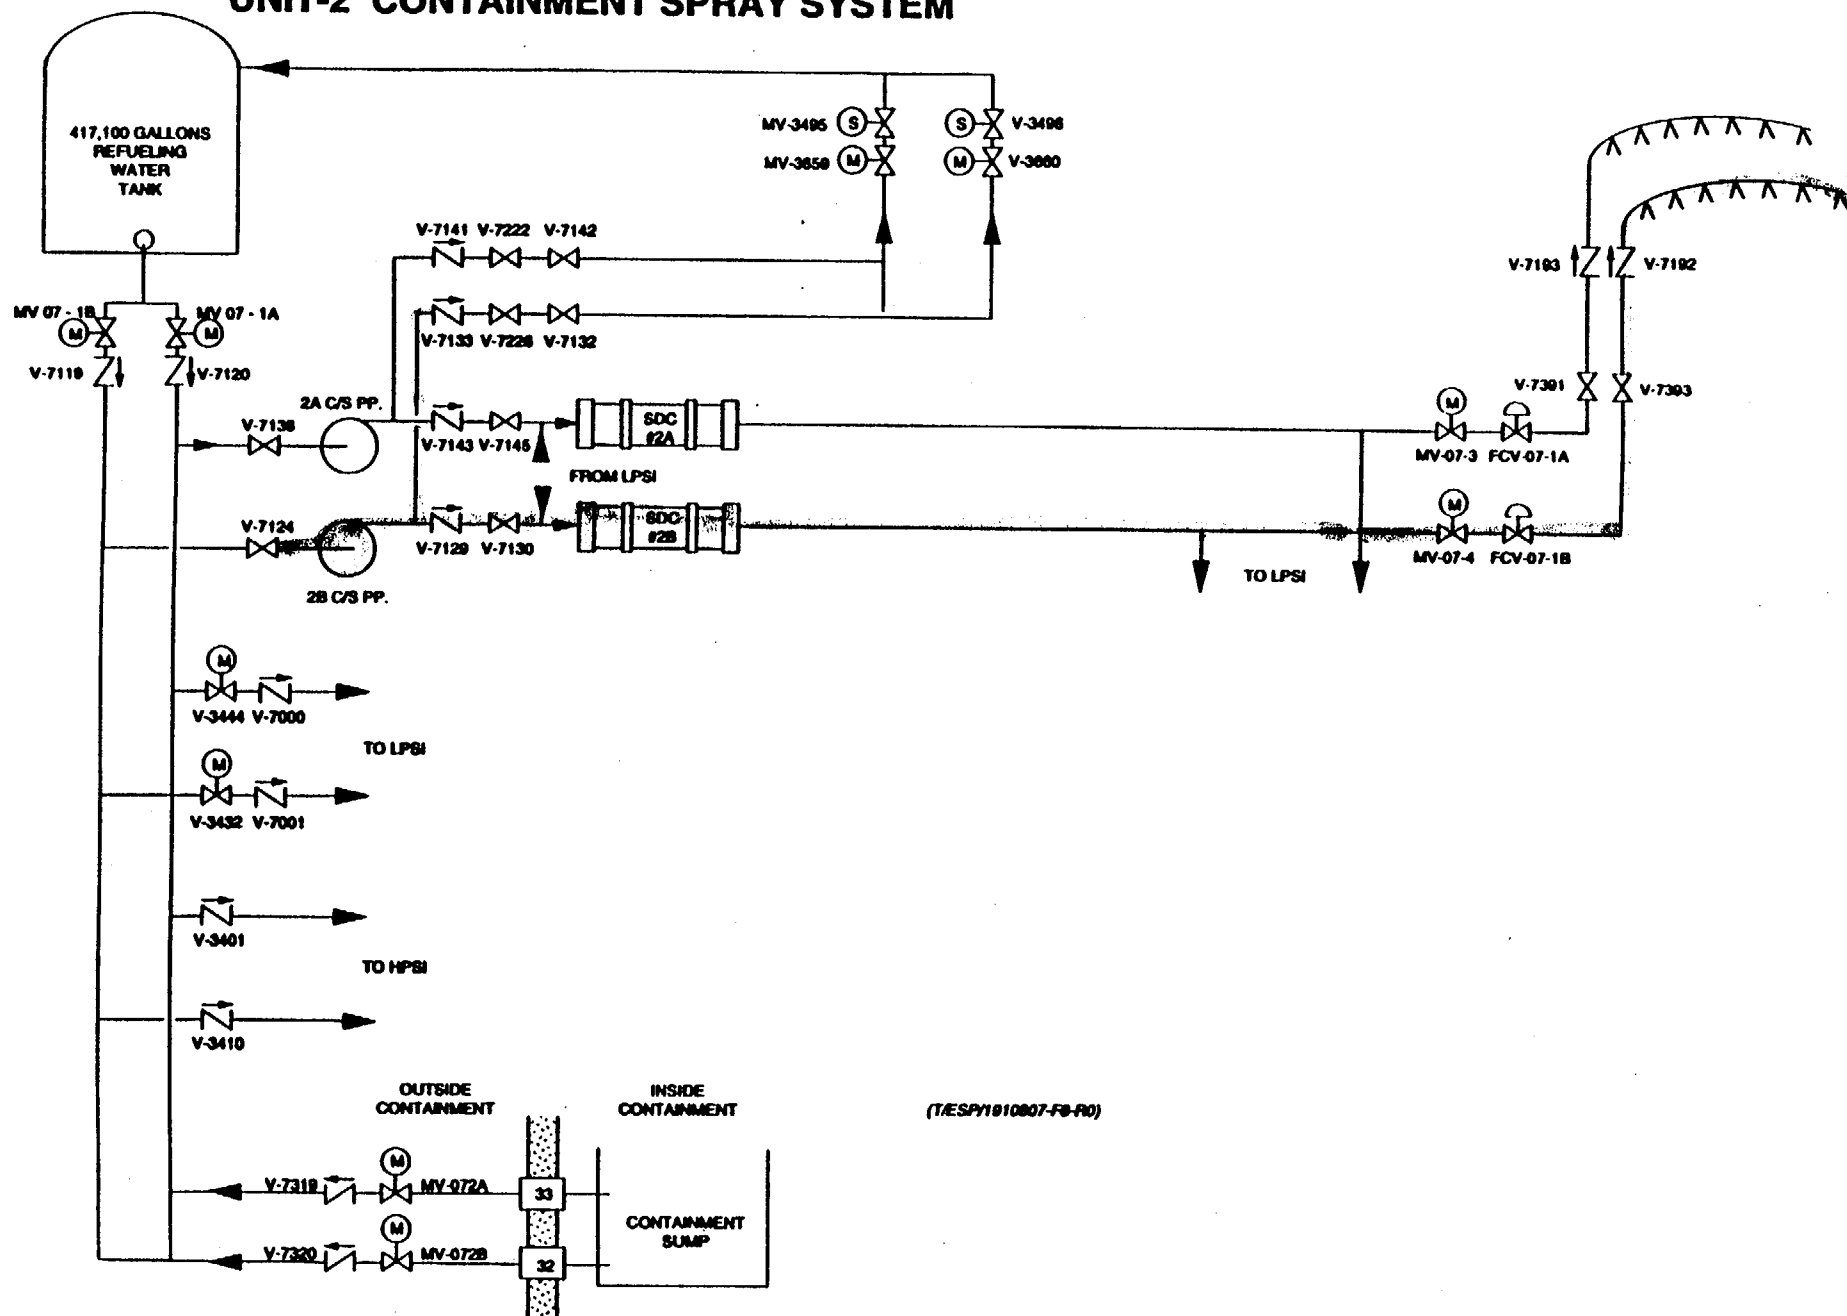 UNIT-2 CONTAINMENT SPRAY SYSTEM
417,100 GALLONS
REFUELING
WATER
TANK
MV-3495 S
S V-3496
MV-3659 M
M V-3660
V-7141 V-7222 V-7142
V-7133 V-7226 V-7132
V-7193
V-7192
MV 07 - 1B
MV 07 - 1A
M
M
V-7119
V-7120
2A C/S PP.
V-7136
V-7143 V-7145
SDC
#2A
FROM LPSI
V-7391
V-7393
M
MV-07-3 FCV-07-1A
V-7124
V-7129 V-7130
SDC
#2B
2B C/S PP.
M
MV-07-4 FCV-07-1B
TO LPSI
M
V-3444 V-7000
TO LPSI
M
V-3432 V-7001
V-3401
TO HPSI
V-3410
OUTSIDE
CONTAINMENT
INSIDE
CONTAINMENT
(T/ESP/1910807-F8-R0)
M
V-7319
MV-072A
33
CONTAINMENT
SUMP
M
V-7320
MV-072B
32